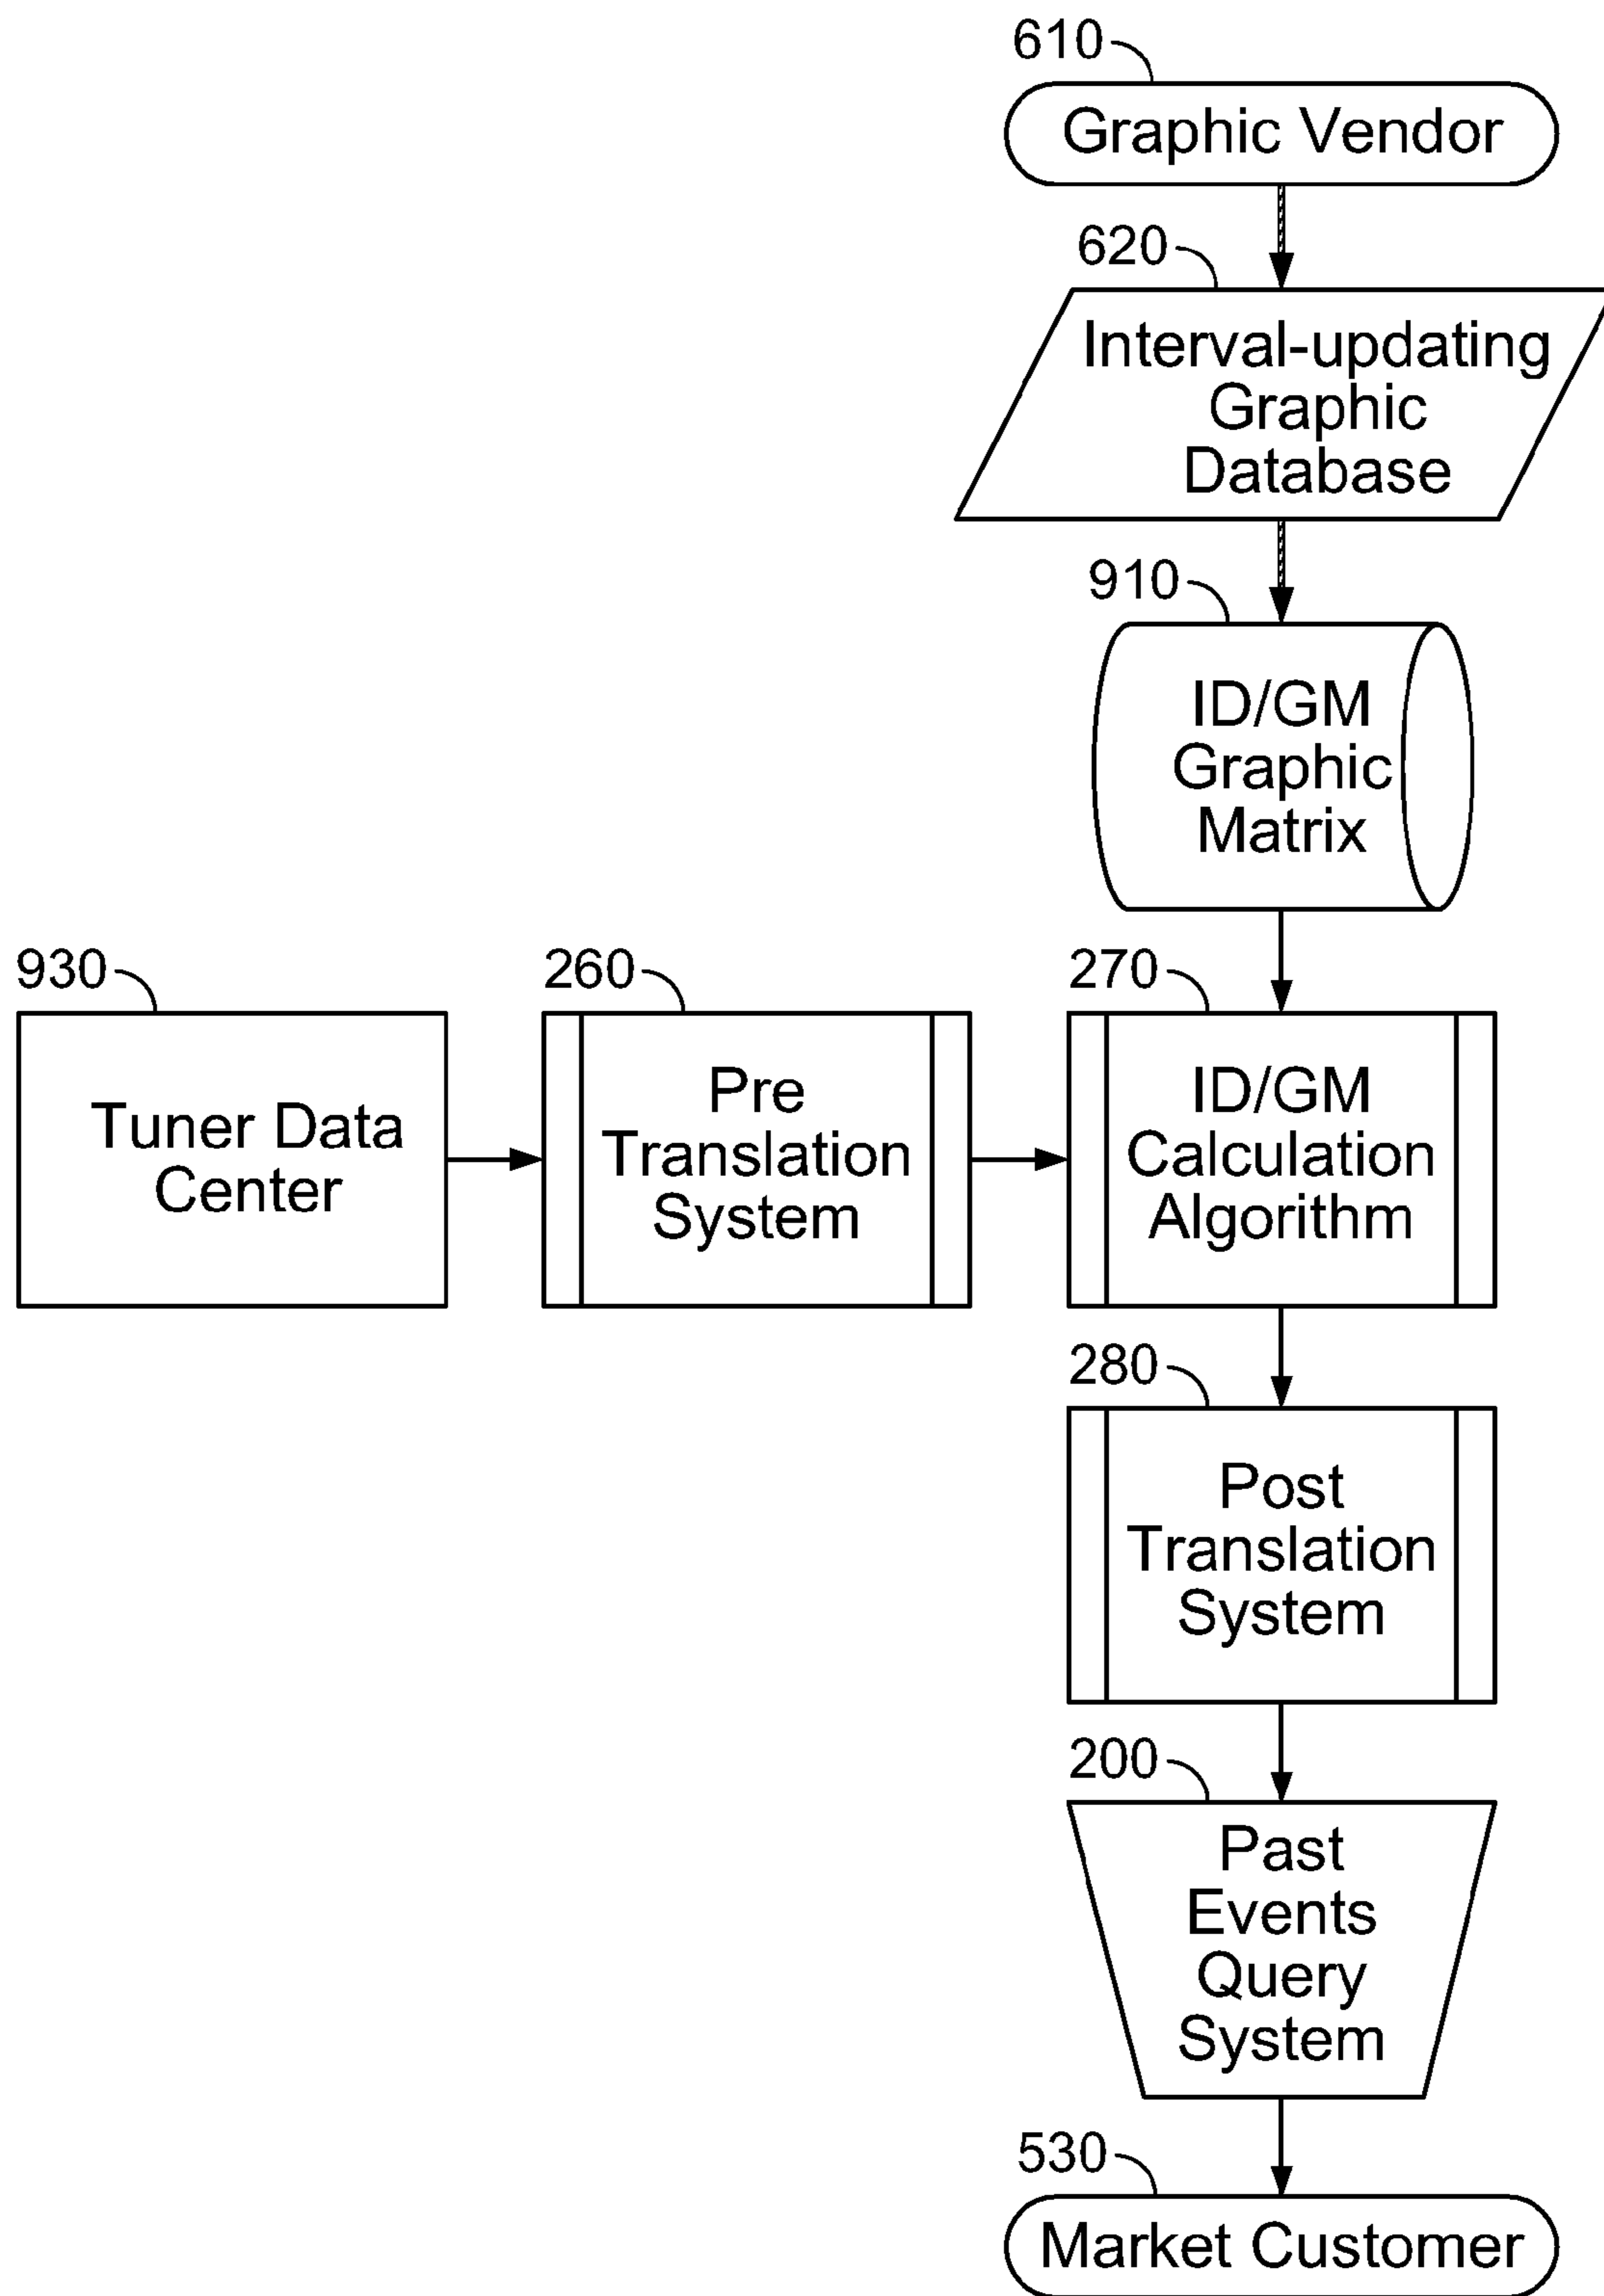 610
Graphic Vendor
620
Interval-updating
Graphic
Database
910
ID/GM
Graphic
Matrix
930
Tuner Data
Center
260
Pre
Translation
System
270
ID/GM
Calculation
Algorithm
280
Post
Translation
System
200
Past
Events
Query
System
530
Market Customer